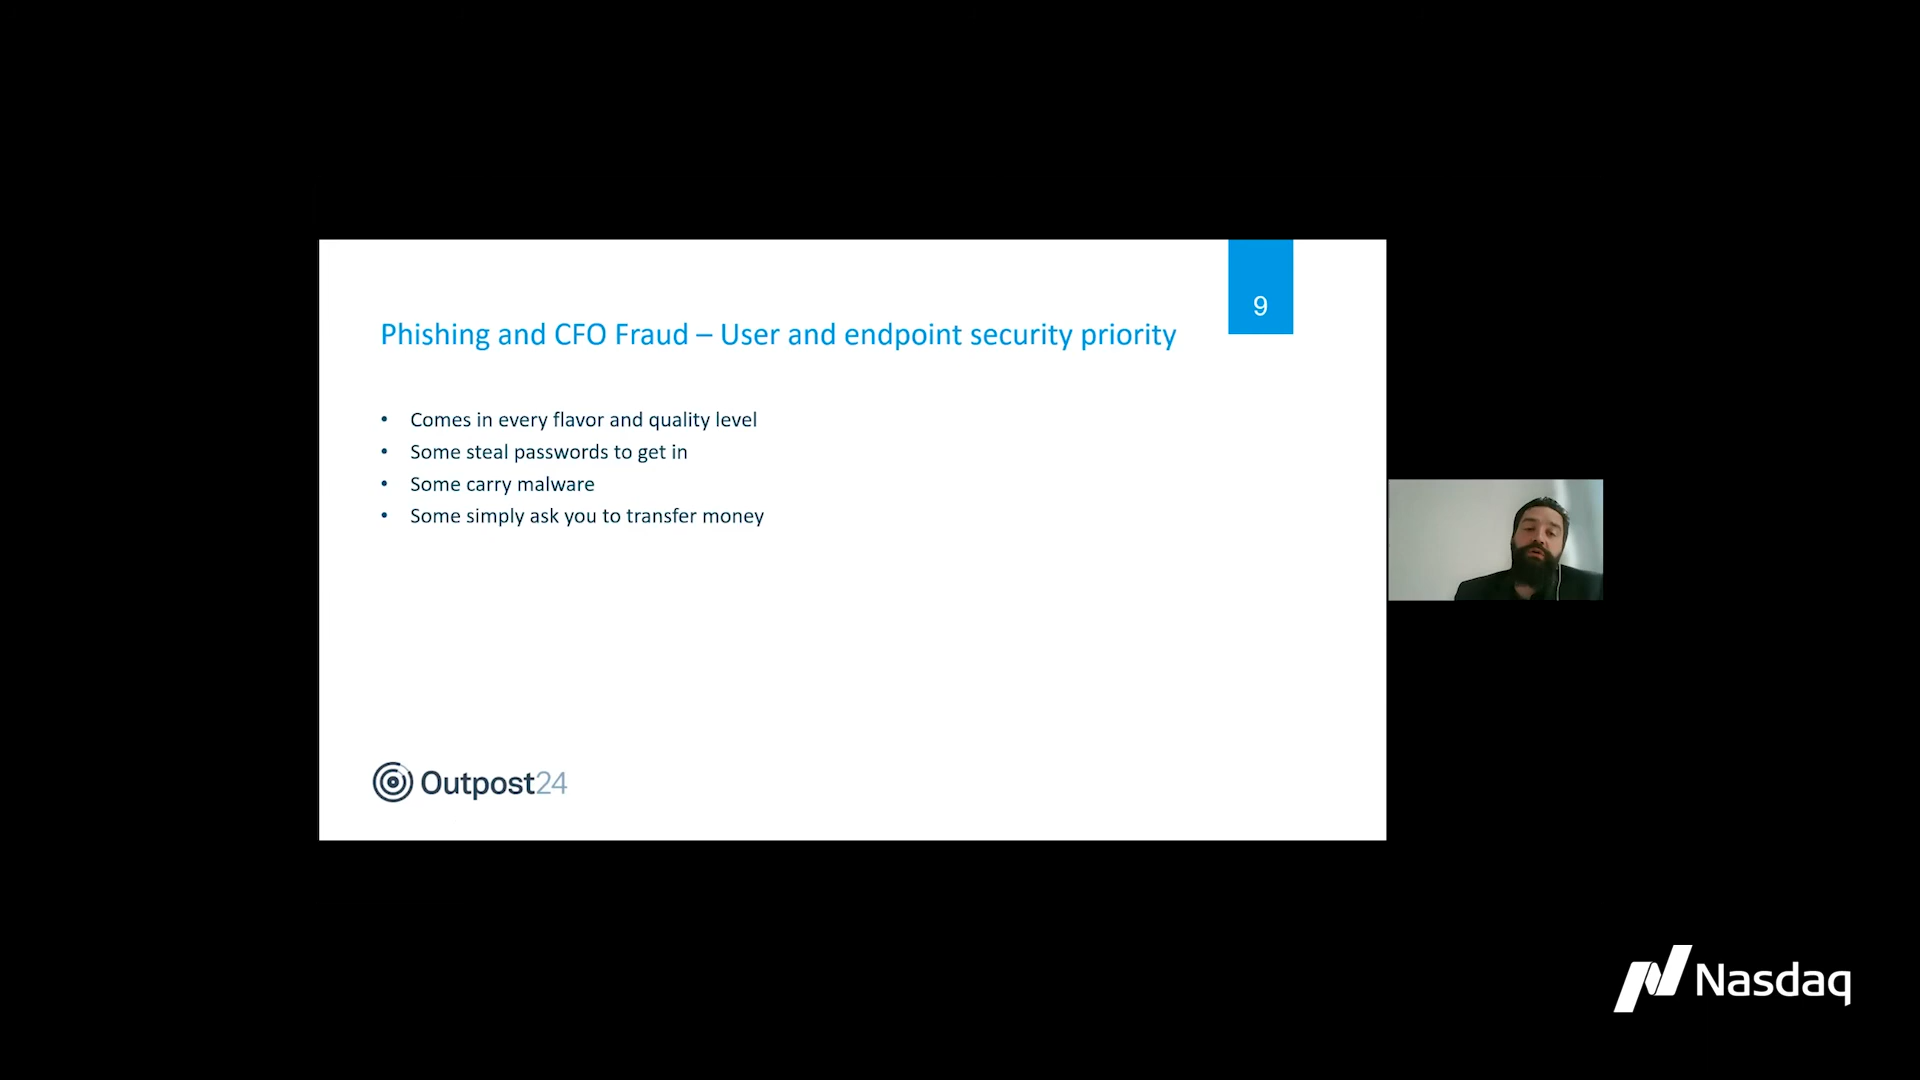 9
Phishing and CFO Fraud – User and endpoint security priority
• Comes in every flavor and quality level
• Some steal passwords to get in
• Some carry malware
• Some simply ask you to transfer money
Outpost24
Nasdaq